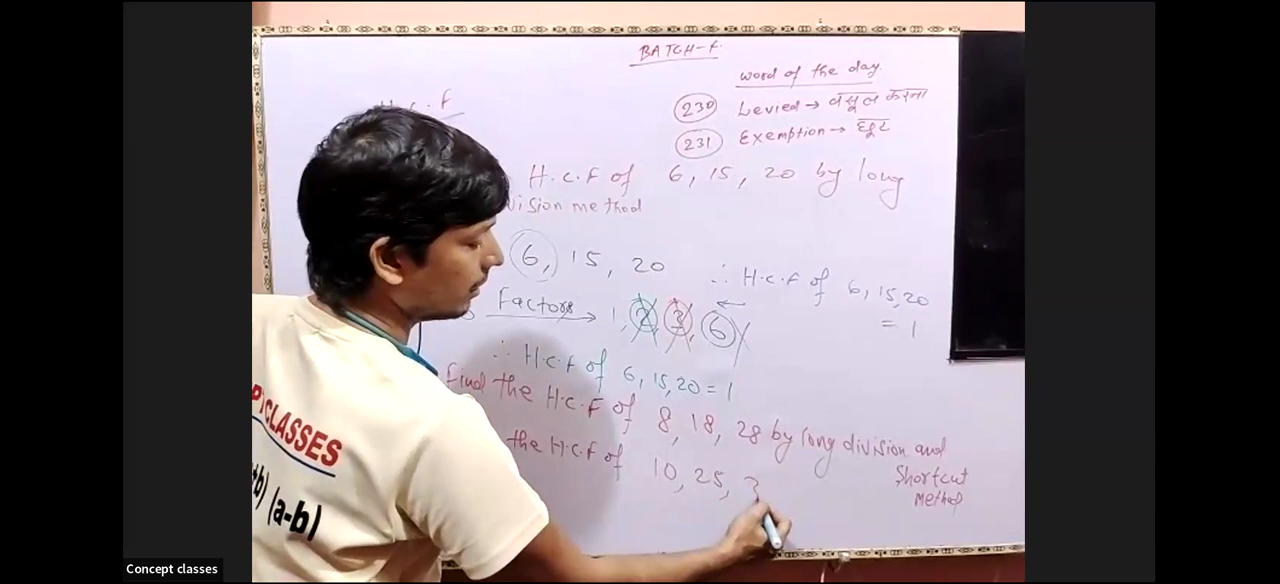 BATCH-F.
word of the day
H.C.F
230 Levied → वसूल करना
231 Exemption → छूट
H.C.F of 6, 15, 20 by long
vision method
6, 15, 20
∴ H.C.F of 6, 15, 20
= 1
Factors → 1, 2, 3, 6
∴ H.C.F of 6, 15, 20 = 1
Find the H.C.F of 8, 18, 28 by long division and
Shortcut
Method
the H.C.F of 10, 25, 3
CLASSES
(a-b)
Concept classes